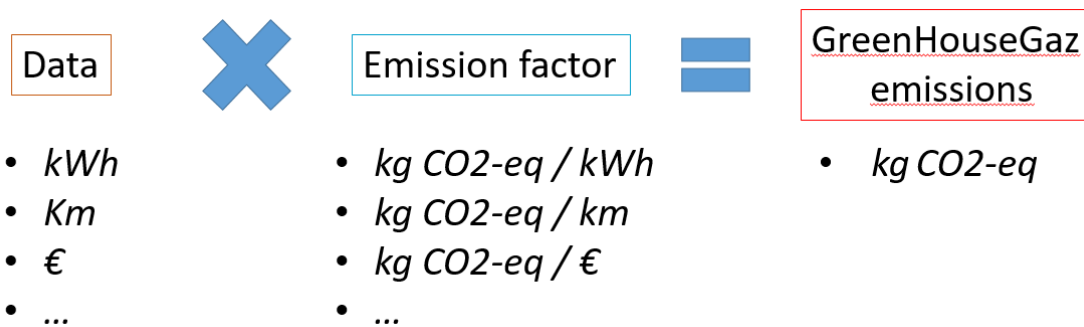 Data
Emission factor
GreenHouseGaz
emissions
• kWh
• Km
• €
• ...
• kg CO2-eq / kWh
• kg CO2-eq / km
• kg CO2-eq / €
• ...
• kg CO2-eq